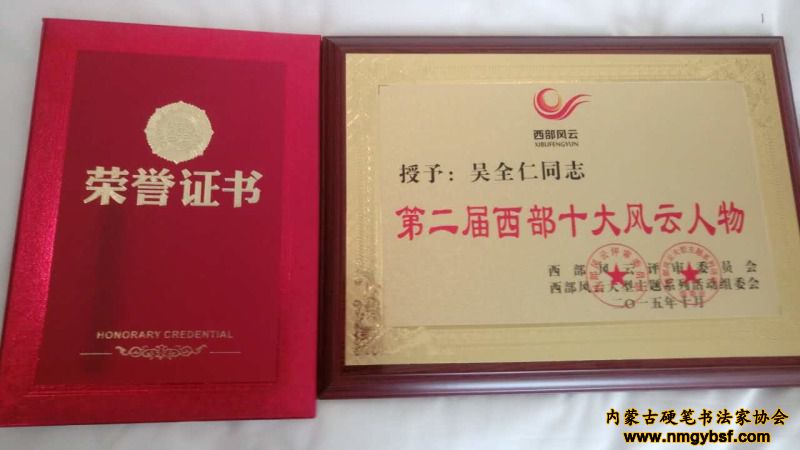 荣誉证书
HONORARY CREDENTIAL
西部风云
XIBUFENGYUN
授予：吴全仁同志
第二届西部十大风云人物
西部风云评审委员会
西部风云大型主题系列活动组委会
二〇一五年十月
内蒙古硬笔书法家协会
www.nmgybsf.com